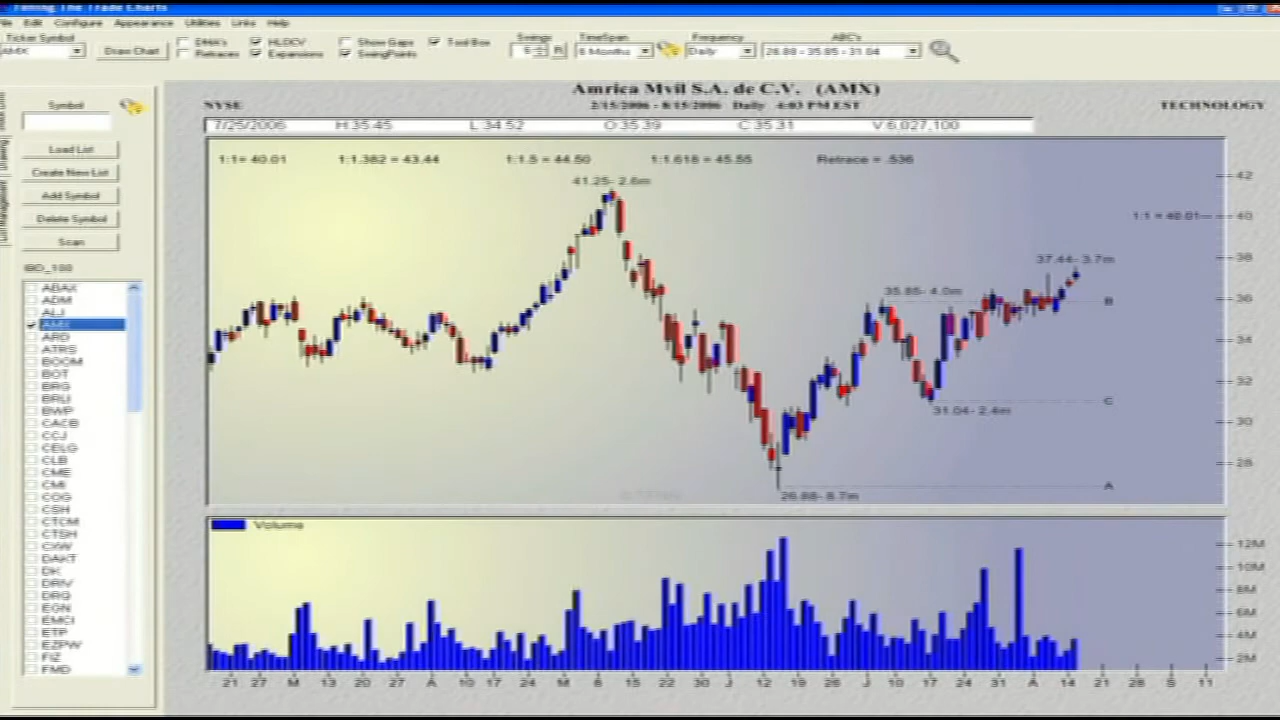 Timing The Trade Charts
File Edit Configure Appearance Utilities Links Help
Ticker Symbol
AMX
Draw Chart
DMA's
HLOCV
Show Gaps
Tool Box
Retraces
Expansions
SwingPoints
Swings
5
R
TimeSpan
6 Months
Frequency
Daily
ABC's
26.88 - 35.85 - 31.04
Symbol
Load List
Create New List
Add Symbol
Delete Symbol
Scan
IBD_100
ABAX
ADM
ALJ
AMX
ARD
ATRS
BOOM
BOT
BRG
BRLI
BWP
CACB
CCJ
CELG
CLB
CME
CMI
COG
CSH
CTCM
CTSH
CXW
DAKT
DK
DRIV
DRQ
EGN
EMCI
ETP
EZPW
FIZ
FMD
Amrica Mvil S.A. de C.V. (AMX)
NYSE
2/15/2006 - 8/15/2006 Daily 4:03 PM EST
TECHNOLOGY
7/25/2006 H:35.45 L:34.52 O:35.39 C:35.31 V:6,027,100
1:1= 40.01 1:1.382 = 43.44 1:1.5 = 44.50 1:1.618 = 45.55 Retrace = .536
41.25- 2.6m
42
1:1 = 40.01
40
37.44- 3.7m
38
35.85- 4.0m
36
B
34
32
C
31.04- 2.4m
30
28
A
26.88- 8.7m
Volume
12M
10M
8M
6M
4M
2M
21 27 M 13 20 27 A 10 17 24 M 8 15 22 30 J 12 19 26 J 10 17 24 31 A 14 21 28 S 11